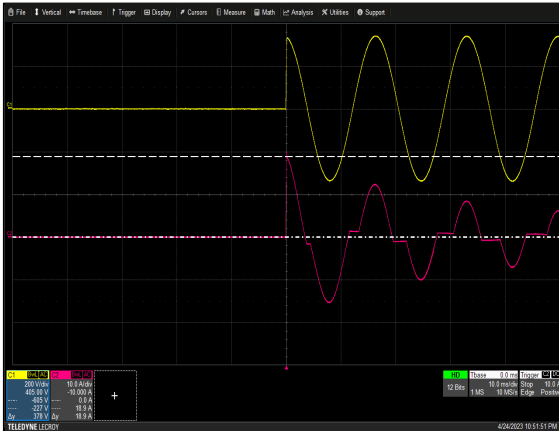 File Vertical Timebase Trigger Display Cursors Measure Math Analysis Utilities Support
C1 BwL AC
200 V/div
405.00 V
---- -605 V
---- -227 V
Δy 378 V
10.0 A/div
-10.000 A
---- 0.0 A
---- 18.9 A
Δy 18.9 A
+
HD
12 Bits
Tbase 0.0 ms
10.0 ms/div
1 MS 10 MS/s
Trigger C2 DC
Stop 10.0 A
Edge Positive
TELEDYNE LECROY
4/24/2023 10:51:51 PM